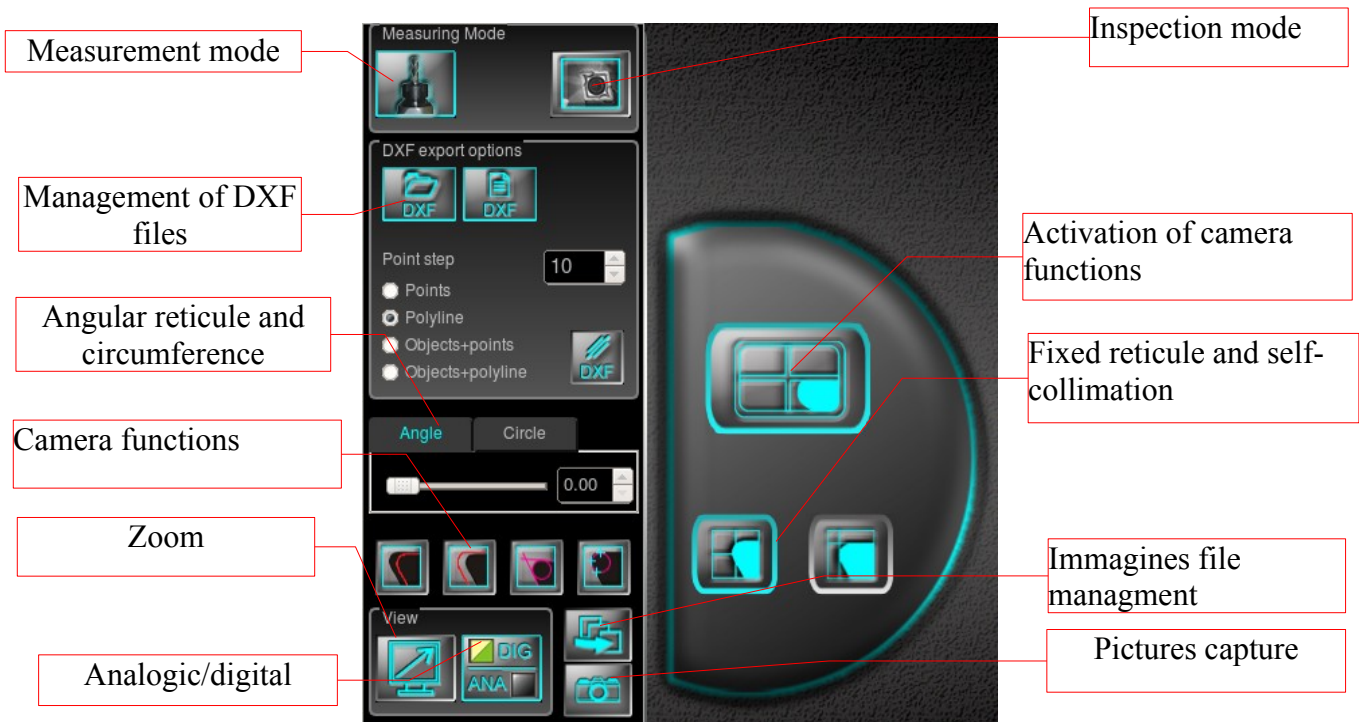 Measurement mode
Management of DXF
files
Angular reticule and
circumference
Camera functions
Zoom
Analogic/digital
Measuring Mode
DXF export options
DXF
DXF
Point step
10
Points
Polyline
Objects+points
Objects+polyline
DXF
Angle
Circle
0.00
View
DIG
ANA
Inspection mode
Activation of camera
functions
Fixed reticule and self-
collimation
Immagines file
managment
Pictures capture